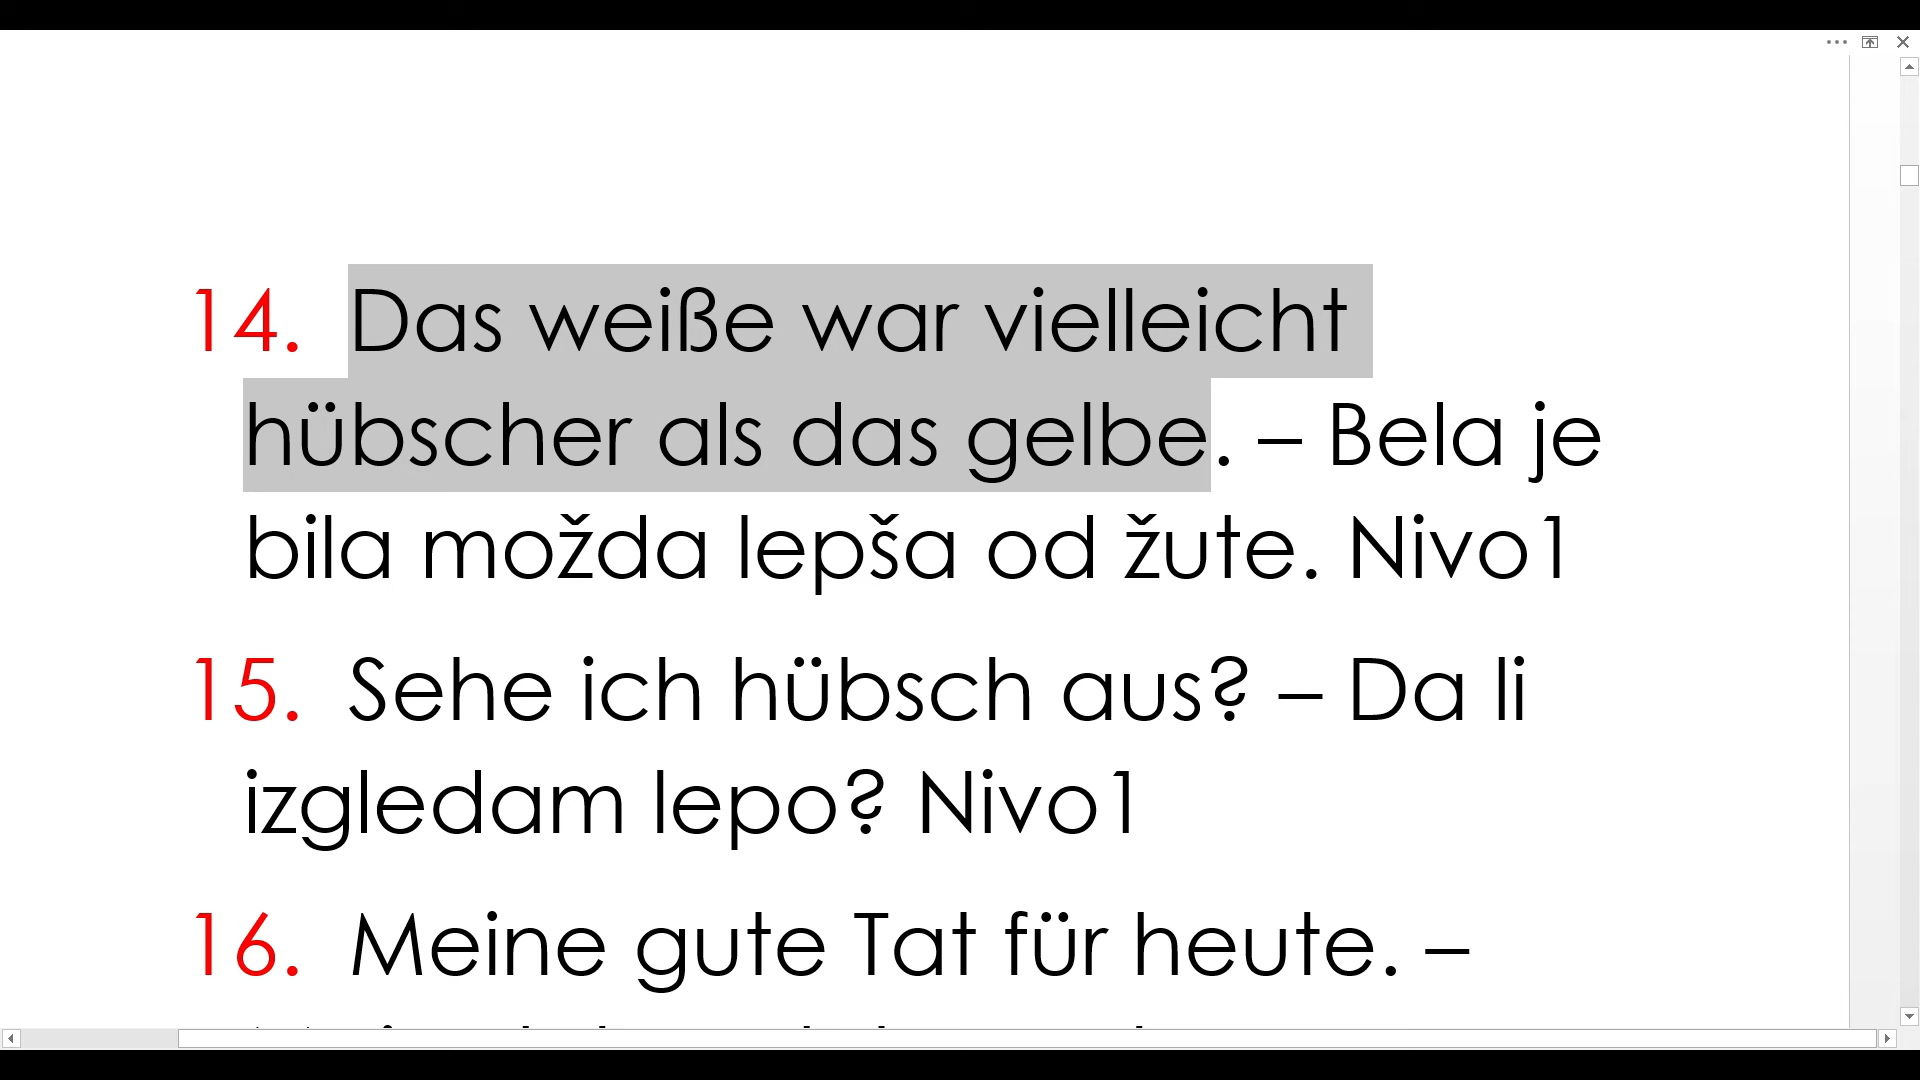 14. Das weiße war vielleicht
hübscher als das gelbe. – Bela je
bila možda lepša od žute. Nivo1
15. Sehe ich hübsch aus? – Da li
izgledam lepo? Nivo1
16. Meine gute Tat für heute. –